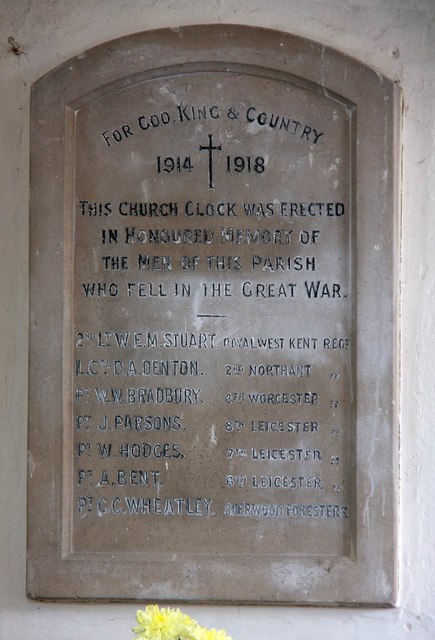 FOR GOD, KING & COUNTRY
1914 1918
THIS CHURCH CLOCK WAS ERECTED
IN HONOURED MEMORY OF
THE MEN OF THIS PARISH
WHO FELL IN THE GREAT WAR.
2ND LT W.E.M. STUART. ROYAL WEST KENT REGT
L.CPL D.A. DENTON. 2ND NORTHANT "
PT W.W. BRADBURY. 4TH WORCESTER "
PT J. PARSONS. 8TH LEICESTER "
PT W. HODGES. 7TH LEICESTER "
PT A. BENT. 6TH LEICESTER "
PT C.C. WHEATLEY. SHERWOOD FORESTERS.